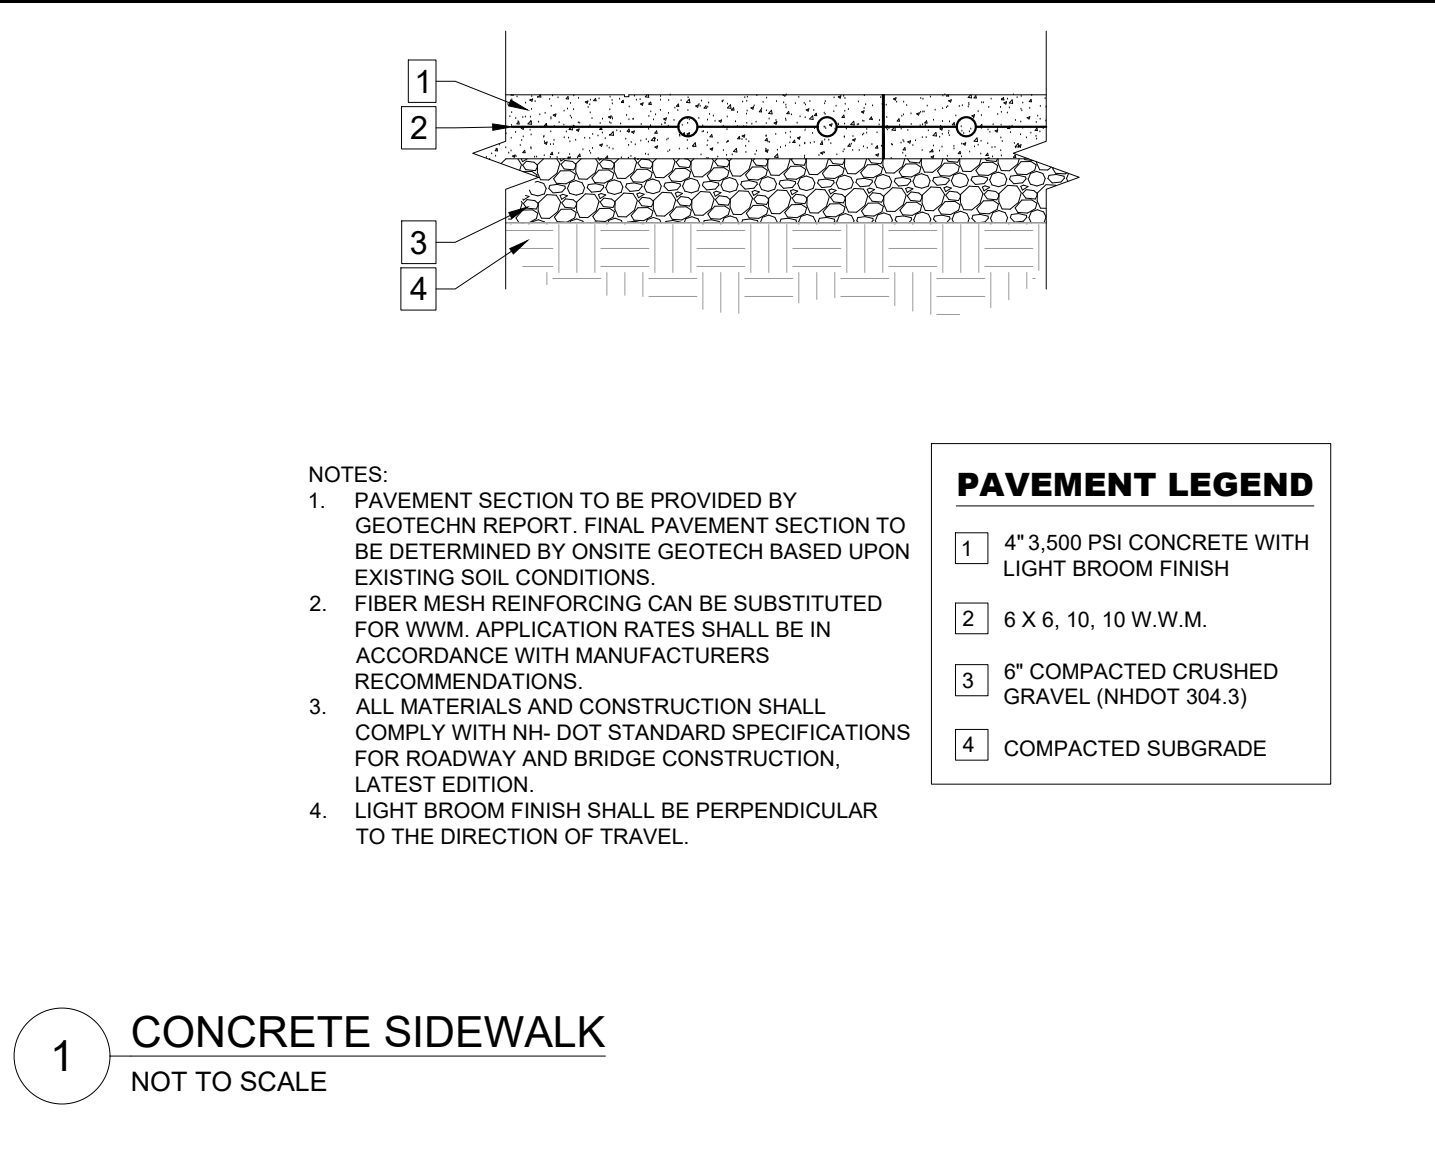 1
2
3
4
NOTES:
1. PAVEMENT SECTION TO BE PROVIDED BY
GEOTECHN REPORT. FINAL PAVEMENT SECTION TO
BE DETERMINED BY ONSITE GEOTECH BASED UPON
EXISTING SOIL CONDITIONS.
2. FIBER MESH REINFORCING CAN BE SUBSTITUTED
FOR WWM. APPLICATION RATES SHALL BE IN
ACCORDANCE WITH MANUFACTURERS
RECOMMENDATIONS.
3. ALL MATERIALS AND CONSTRUCTION SHALL
COMPLY WITH NH- DOT STANDARD SPECIFICATIONS
FOR ROADWAY AND BRIDGE CONSTRUCTION,
LATEST EDITION.
4. LIGHT BROOM FINISH SHALL BE PERPENDICULAR
TO THE DIRECTION OF TRAVEL.
PAVEMENT LEGEND
1 4" 3,500 PSI CONCRETE WITH
LIGHT BROOM FINISH
2 6 X 6, 10, 10 W.W.M.
3 6" COMPACTED CRUSHED
GRAVEL (NHDOT 304.3)
4 COMPACTED SUBGRADE
1 CONCRETE SIDEWALK
NOT TO SCALE